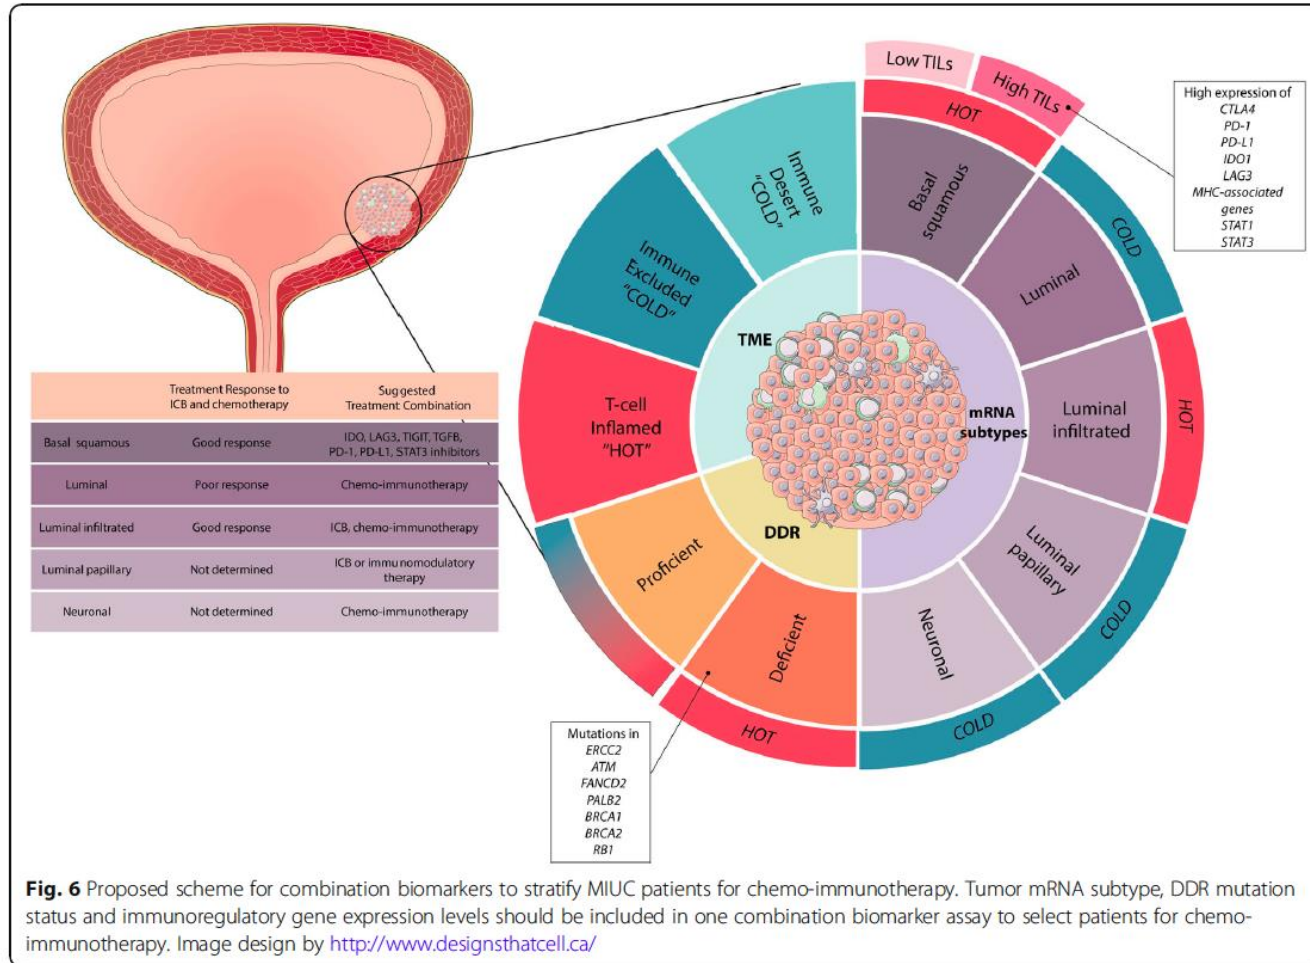 Treatment Response to
ICB and chemotherapy
Suggested
Treatment Combination
Basal squamous
Good response
IDO, LAG3, TIGIT, TGFB,
PD-1, PD-L1, STAT3 inhibitors
Luminal
Poor response
Chemo-immunotherapy
Luminal infiltrated
Good response
ICB, chemo-immunotherapy
Luminal papillary
Not determined
ICB or immunomodulatory
therapy
Neuronal
Not determined
Chemo-immunotherapy
Low TILs
High TILs
HOT
Basal
squamous
COLD
Luminal
HOT
Luminal
infiltrated
COLD
Luminal
papillary
COLD
Neuronal
HOT
Deficient
Proficient
T-cell
Inflamed
"HOT"
Immune
Excluded
"COLD"
Immune
Desert
"COLD"
TME
DDR
mRNA
subtypes
High expression of
CTLA4
PD-1
PD-L1
IDO1
LAG3
MHC-associated
genes
STAT1
STAT3
Mutations in
ERCC2
ATM
FANCD2
PALB2
BRCA1
BRCA2
RB1
Fig. 6 Proposed scheme for combination biomarkers to stratify MIUC patients for chemo-immunotherapy. Tumor mRNA subtype, DDR mutation
status and immunoregulatory gene expression levels should be included in one combination biomarker assay to select patients for chemo-
immunotherapy. Image design by http://www.designsthatcell.ca/